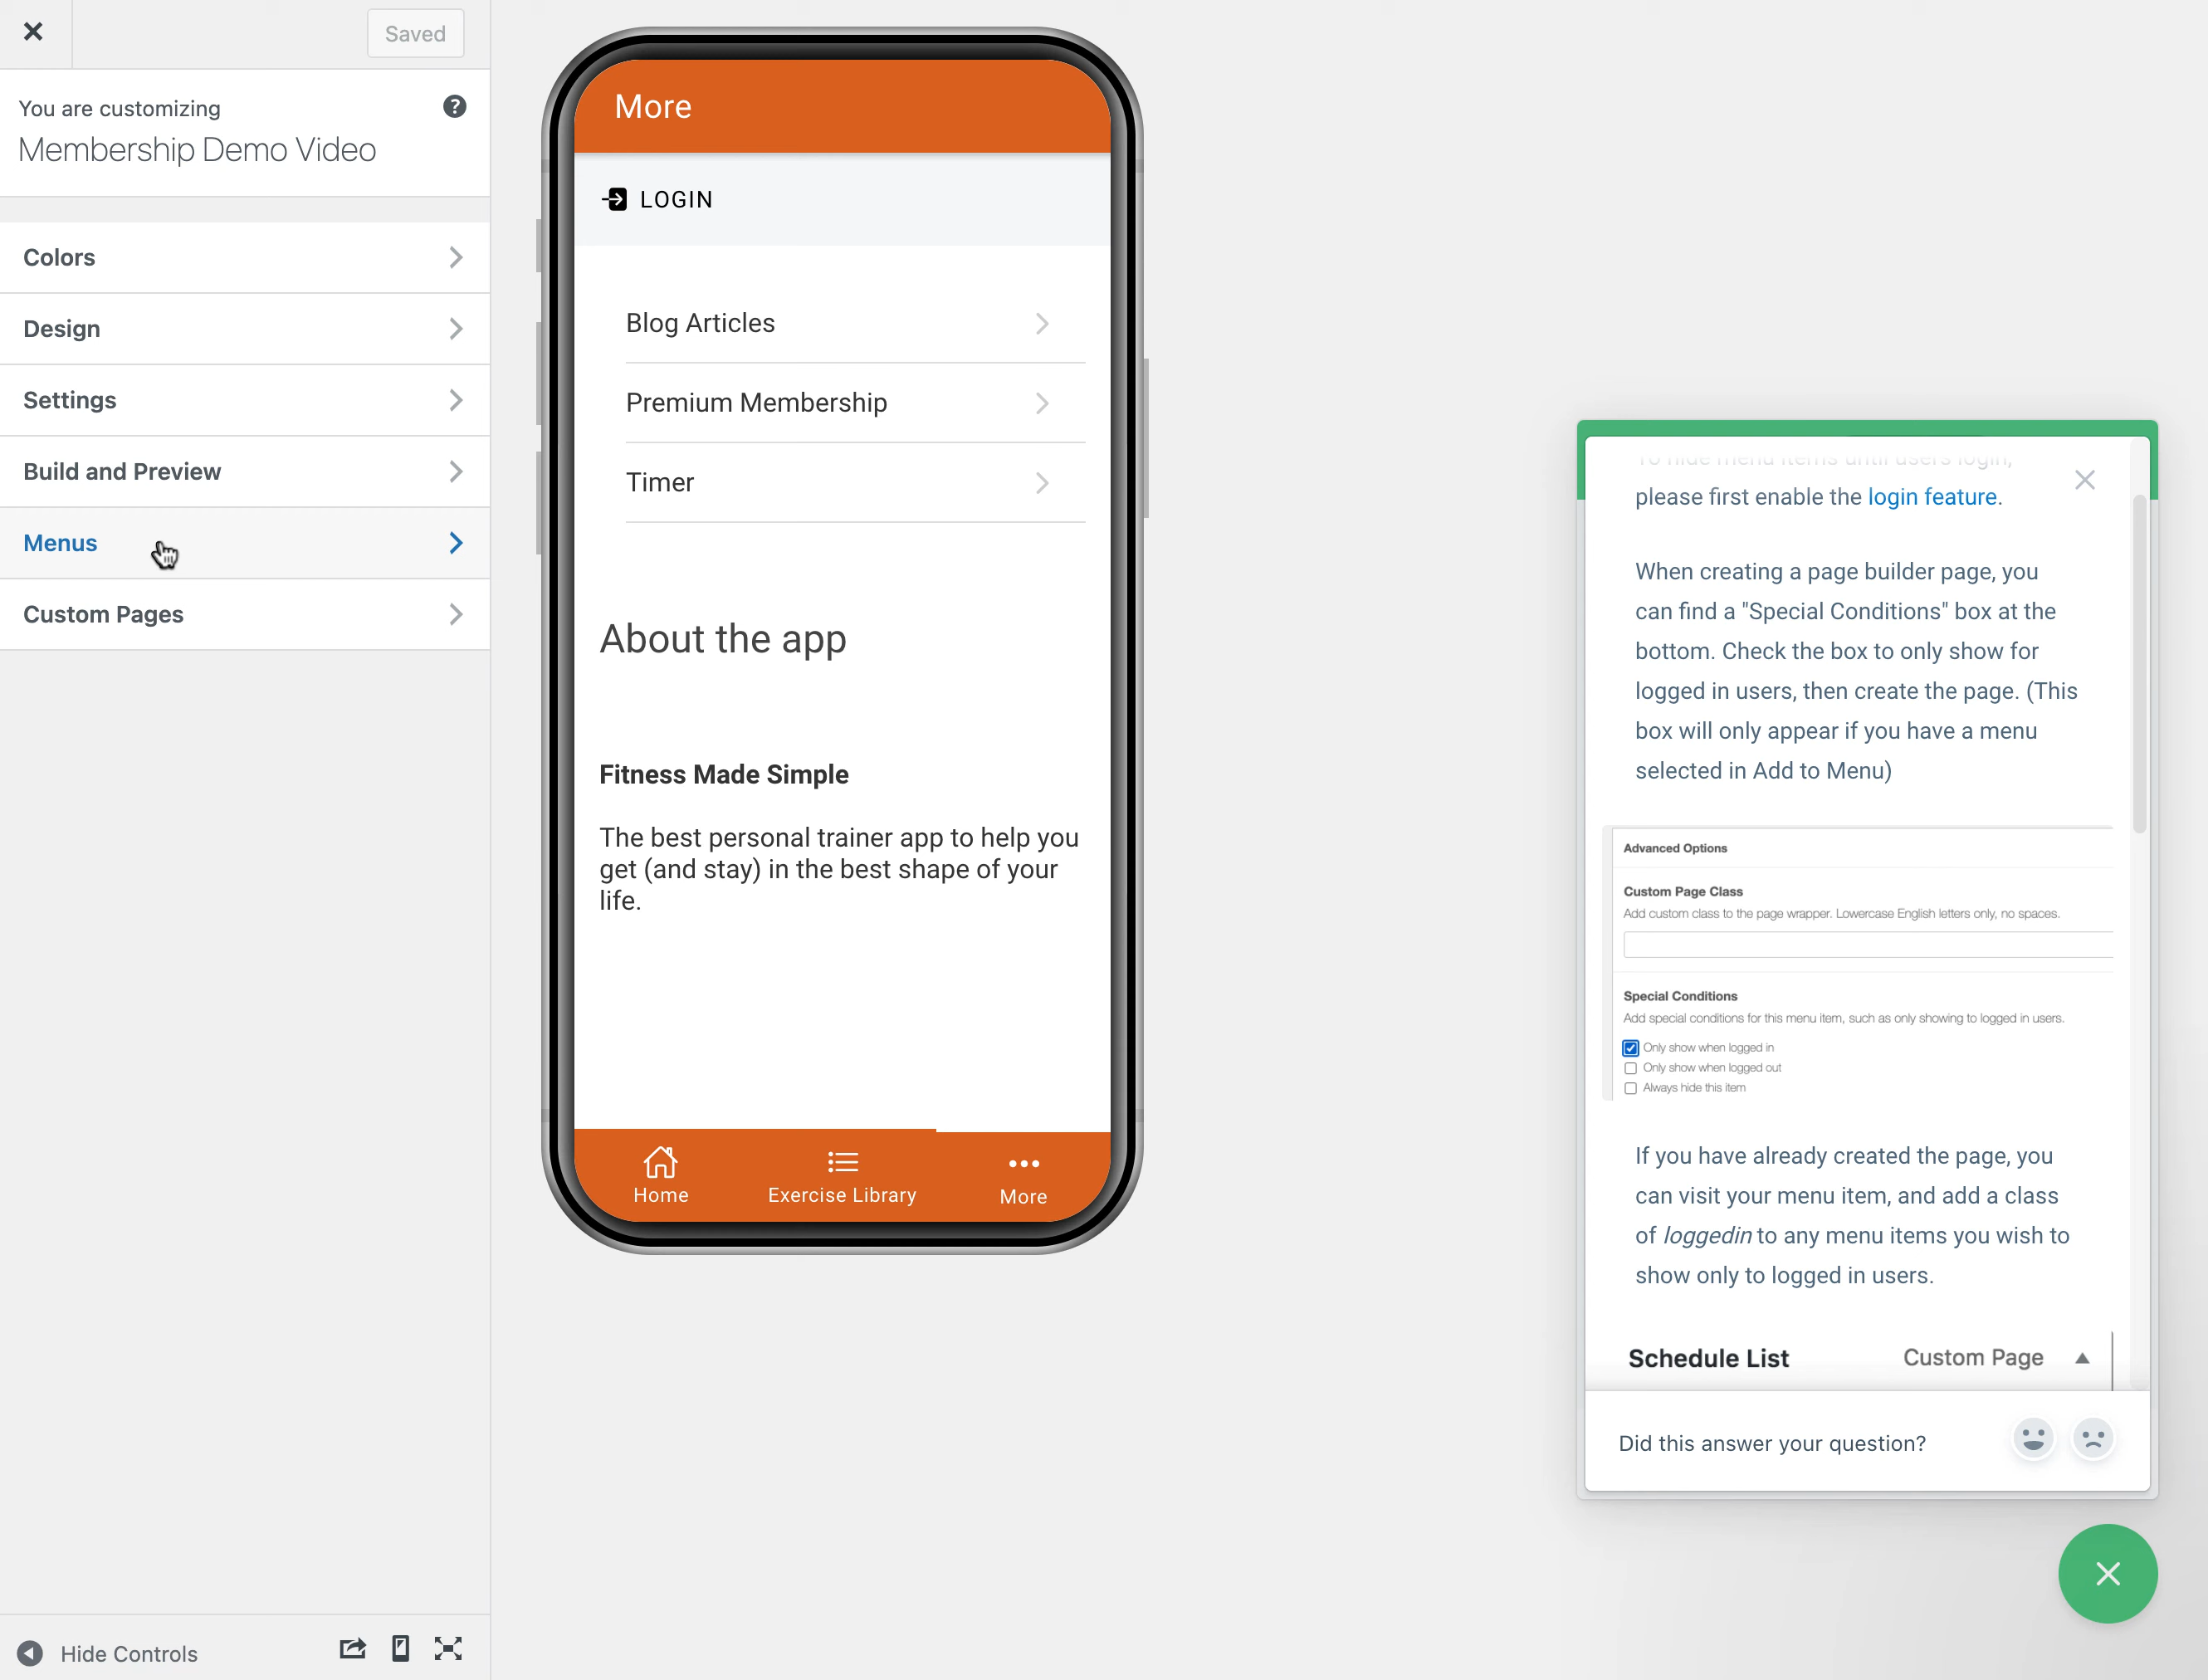 Saved
You are customizing
Membership Demo Video
Colors
Design
Settings
Build and Preview
Menus
Custom Pages
Hide Controls
More
LOGIN
Blog Articles
Premium Membership
Timer
About the app
Fitness Made Simple
The best personal trainer app to help you
get (and stay) in the best shape of your
life.
Home
Exercise Library
More
To hide menu items until users login,
please first enable the login feature.
When creating a page builder page, you
can find a "Special Conditions" box at the
bottom. Check the box to only show for
logged in users, then create the page. (This
box will only appear if you have a menu
selected in Add to Menu)
Advanced Options
Custom Page Class
Add custom class to the page wrapper. Lowercase English letters only, no spaces.
Special Conditions
Add special conditions for this menu item, such as only showing to logged in users.
Only show when logged in
Only show when logged out
Always hide this item
If you have already created the page, you
can visit your menu item, and add a class
of loggedin to any menu items you wish to
show only to logged in users.
Schedule List Custom Page
Did this answer your question?